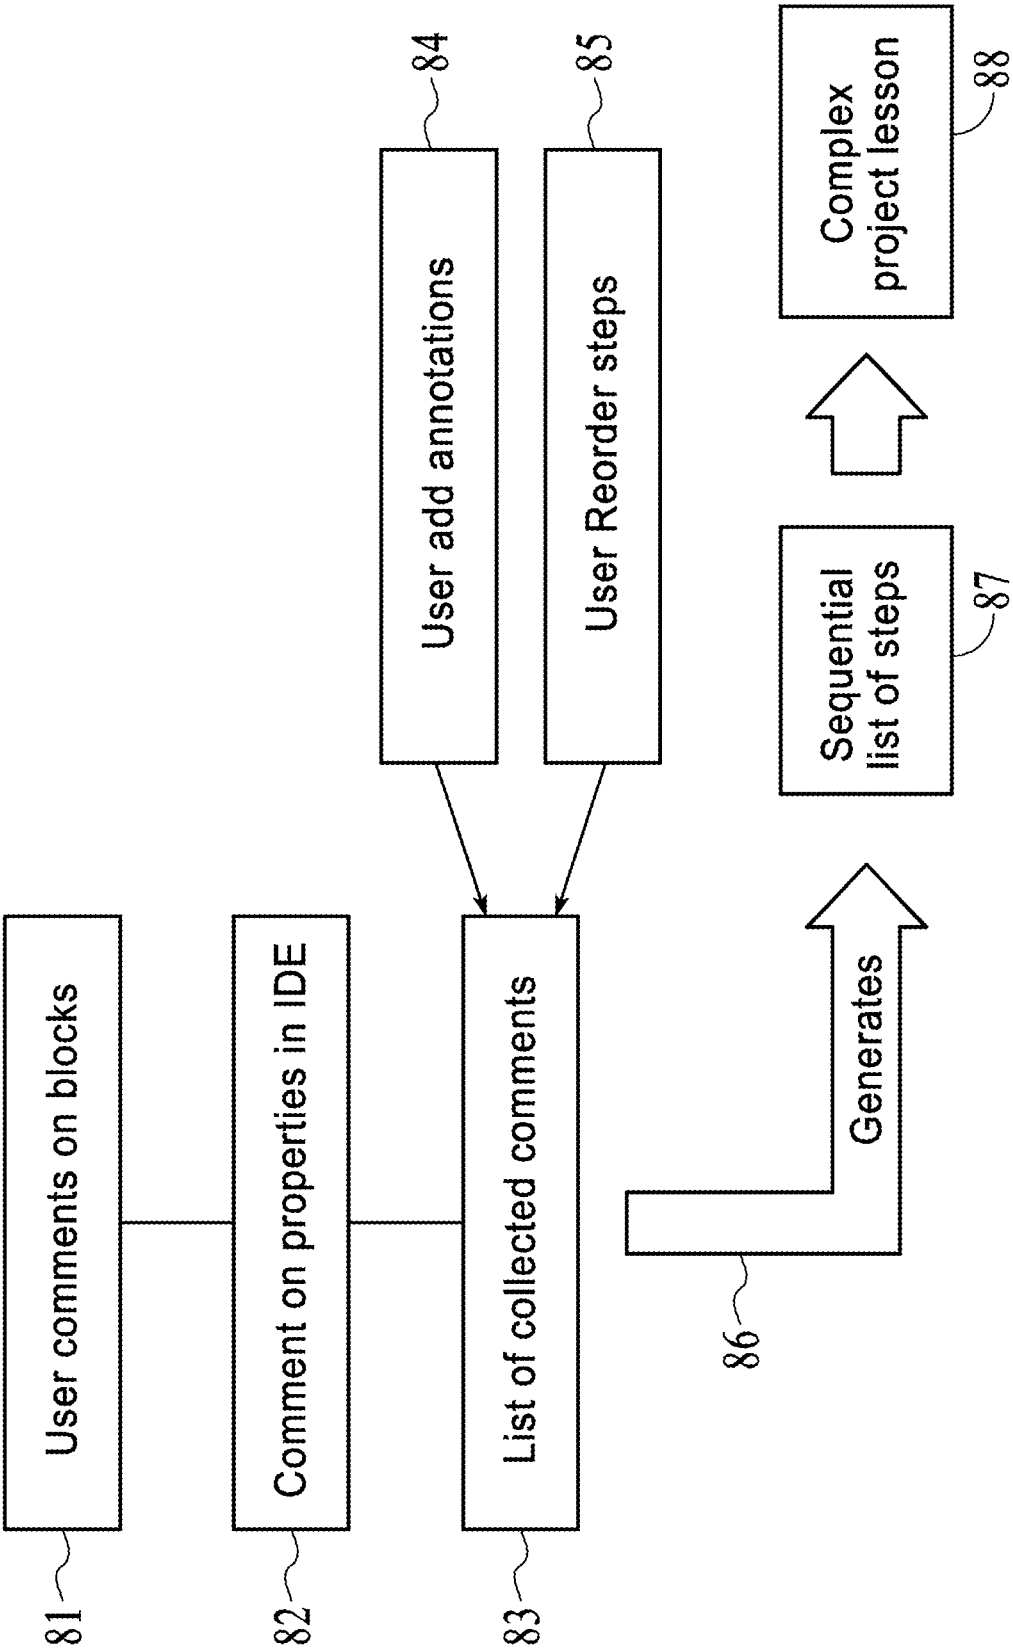 81
User comments on blocks
82
Comment on properties in IDE
83
List of collected comments
User add annotations
84
User Reorder steps
85
86
Generates
Sequential
list of steps
87
Complex
project lesson
88